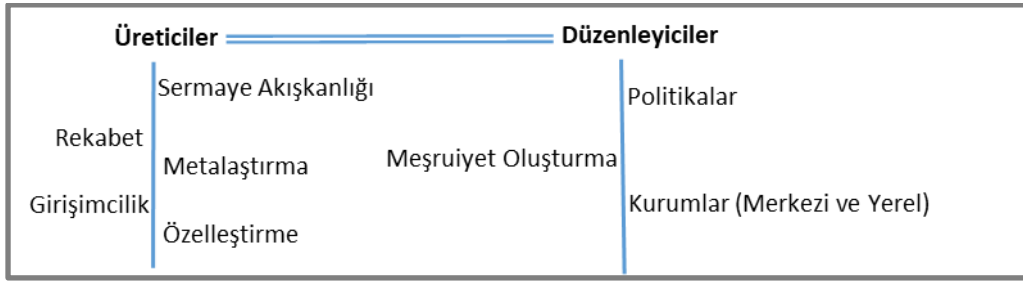 Üreticiler
Düzenleyiciler
Sermaye Akışkanlığı
Politikalar
Rekabet
Metalaştırma
Meşruiyet Oluşturma
Girişimcilik
Kurumlar (Merkezi ve Yerel)
Özelleştirme